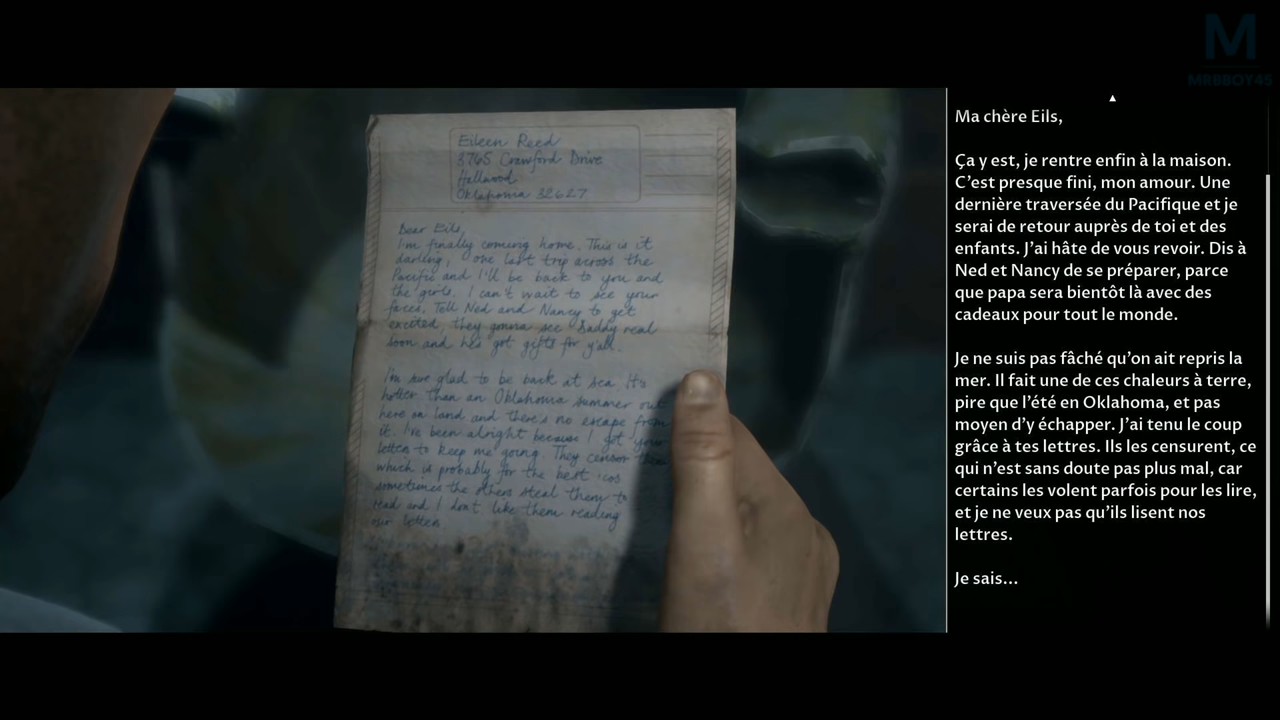 M
MRBBOY45
Eileen Reed
3765 Crawford Drive
Hallwood
Oklahoma 32627
Dear Eils,
I'm finally coming home. This is it
darling, one last trip across the
Pacific and I'll be back to you and
the girls. I can't wait to see your
faces. Tell Ned and Nancy to get
excited, they gonna see Daddy real
soon and he's got gifts for y'all.
I'm sure glad to be back at sea. It's
hotter than an Oklahoma summer out
here on land and there's no escape from
it. I've been alright because I get your
letters to keep me going. They censor them
which is probably for the best 'cos
sometimes the others steal them to
read and I don't like them reading
our letters
Ma chère Eils,
Ça y est, je rentre enfin à la maison.
C'est presque fini, mon amour. Une
dernière traversée du Pacifique et je
serai de retour auprès de toi et des
enfants. J'ai hâte de vous revoir. Dis à
Ned et Nancy de se préparer, parce
que papa sera bientôt là avec des
cadeaux pour tout le monde.
Je ne suis pas fâché qu'on ait repris la
mer. Il fait une de ces chaleurs à terre,
pire que l'été en Oklahoma, et pas
moyen d'y échapper. J'ai tenu le coup
grâce à tes lettres. Ils les censurent, ce
qui n'est sans doute pas plus mal, car
certains les volent parfois pour les lire,
et je ne veux pas qu'ils lisent nos
lettres.
Je sais...